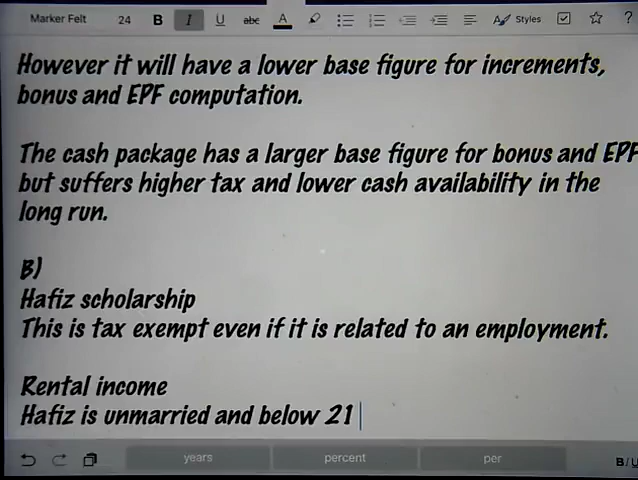 Marker Felt 24 B I U abc A Styles ?
However it will have a lower base figure for increments,
bonus and EPF computation.
The cash package has a larger base figure for bonus and EPF
but suffers higher tax and lower cash availability in the
long run.
B)
Hafiz scholarship
This is tax exempt even if it is related to an employment.
Rental income
Hafiz is unmarried and below 21
years percent per B/U